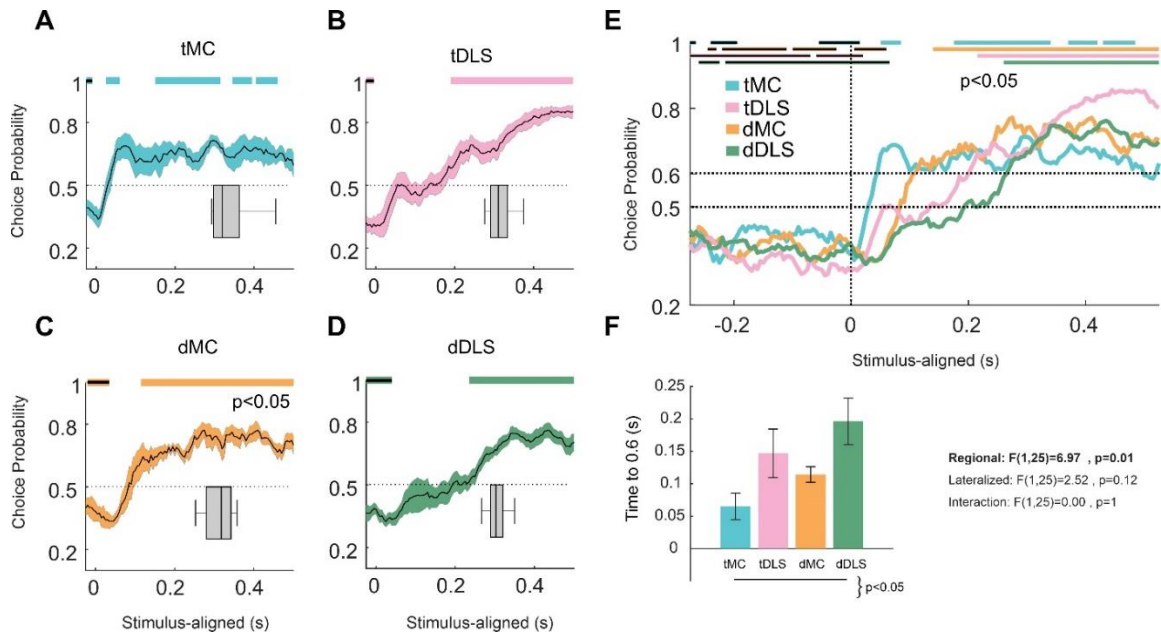 A
tMC
Choice Probability
1
0.8
0.5
0.2
0
0.2
0.4
B
tDLS
1
0.8
0.5
0.2
0
0.2
0.4
C
dMC
p<0.05
Choice Probability
1
0.8
0.5
0.2
0
0.2
0.4
Stimulus-aligned (s)
D
dDLS
1
0.8
0.5
0.2
0
0.2
0.4
Stimulus-aligned (s)
E
p<0.05
tMC
tDLS
dMC
dDLS
Choice Probability
1
0.8
0.6
0.5
0.2
-0.2
0
0.2
0.4
Stimulus-aligned (s)
F
Time to 0.6 (s)
0.25
0.2
0.15
0.1
0.05
0
tMC
tDLS
dMC
dDLS
} p<0.05
Regional: F(1,25)=6.97 , p=0.01
Lateralized: F(1,25)=2.52 , p=0.12
Interaction: F(1,25)=0.00 , p=1